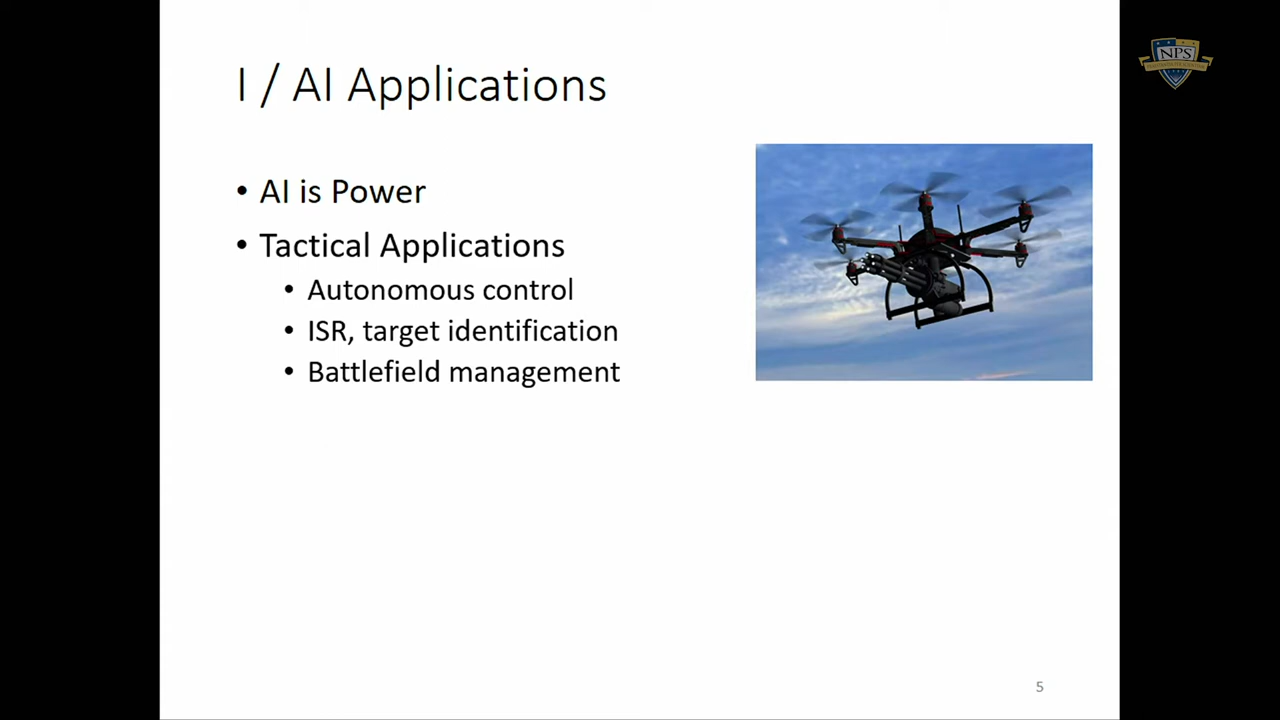 I / AI Applications
NPS
• AI is Power
• Tactical Applications
• Autonomous control
• ISR, target identification
• Battlefield management
5